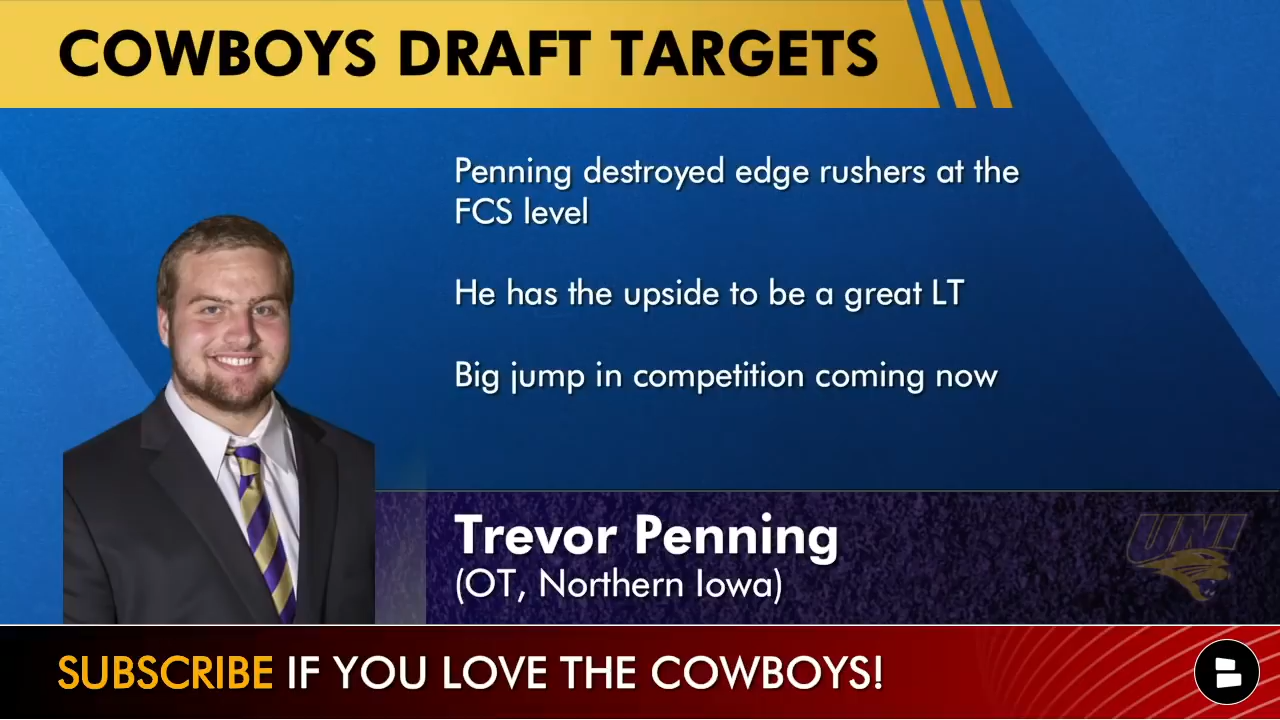 COWBOYS DRAFT TARGETS
Penning destroyed edge rushers at the
FCS level
He has the upside to be a great LT
Big jump in competition coming now
Trevor Penning
(OT, Northern Iowa)
UNI
SUBSCRIBE IF YOU LOVE THE COWBOYS!